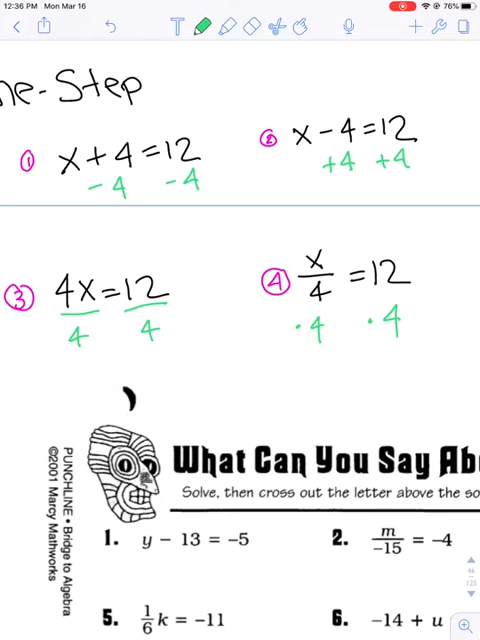 12:36 PM Mon Mar 16
76%
ne-Step
① x + 4 = 12
- 4 - 4
② x - 4 = 12
+4 +4
③ 4x = 12
4 4
④ x/4 = 12
· 4 · 4
PUNCHLINE • Bridge to Algebra
©2001 Marcy Mathworks
What Can You Say Ab
Solve, then cross out the letter above the so
1. y − 13 = −5
2. m/−15 = −4
5. 1/6 k = −11
6. −14 + u
46
125